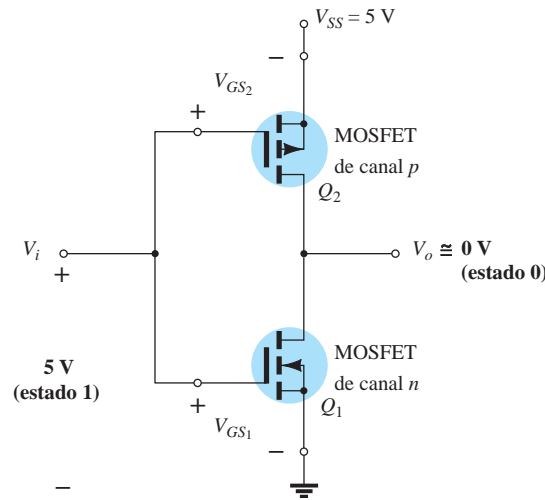 V_SS = 5 V
−
V_GS₂
+
MOSFET
de canal p
Q₂
V_i
+
V_o ≅ 0 V
(estado 0)
MOSFET
de canal n
5 V
(estado 1)
+
V_GS₁
Q₁
−
−